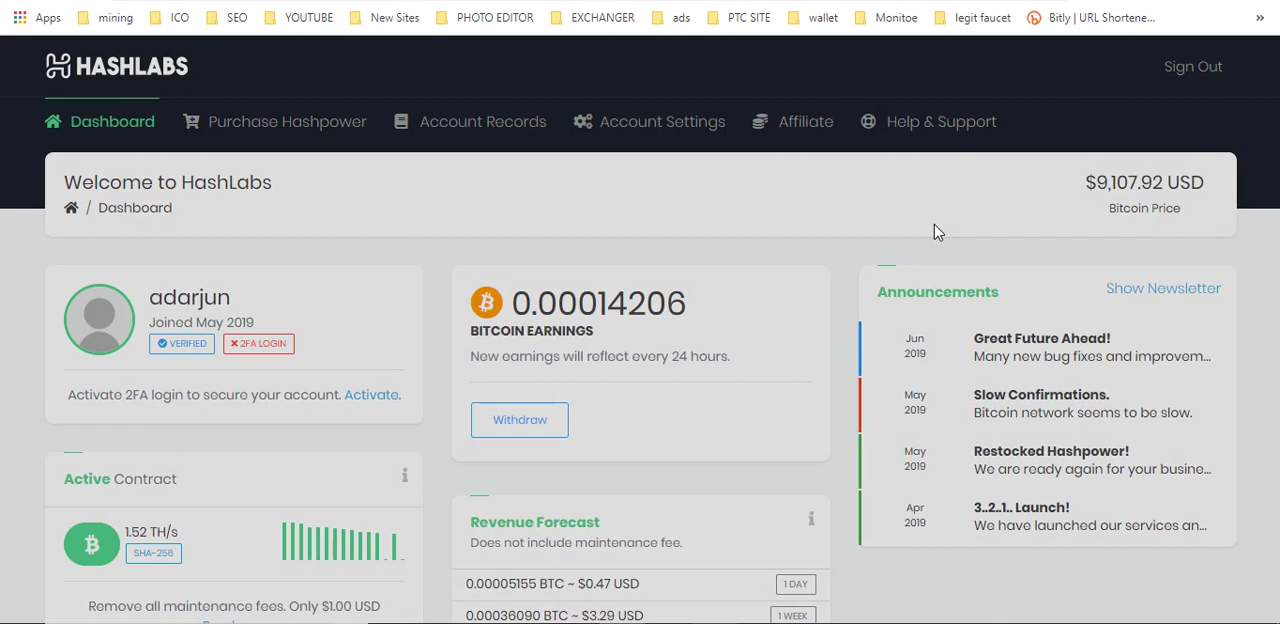 Apps mining ICO SEO YOUTUBE New Sites PHOTO EDITOR EXCHANGER ads PTC SITE wallet Monitoe legit faucet Bitly | URL Shortene... »
HASHLABS Sign Out
Dashboard Purchase Hashpower Account Records Account Settings Affiliate Help & Support
Welcome to HashLabs
/ Dashboard
$9,107.92 USD
Bitcoin Price
adarjun
Joined May 2019
VERIFIED 2FA LOGIN
Activate 2FA login to secure your account. Activate.
Active Contract
1.52 TH/s
SHA-256
Remove all maintenance fees. Only $1.00 USD
0.00014206
BITCOIN EARNINGS
New earnings will reflect every 24 hours.
Withdraw
Revenue Forecast
Does not include maintenance fee.
0.00005155 BTC ~ $0.47 USD 1 DAY
0.00036090 BTC ~ $3.29 USD 1 WEEK
Announcements Show Newsletter
Jun
2019
Great Future Ahead!
Many new bug fixes and improvem...
May
2019
Slow Confirmations.
Bitcoin network seems to be slow.
May
2019
Restocked Hashpower!
We are ready again for your busine...
Apr
2019
3..2..1.. Launch!
We have launched our services an...